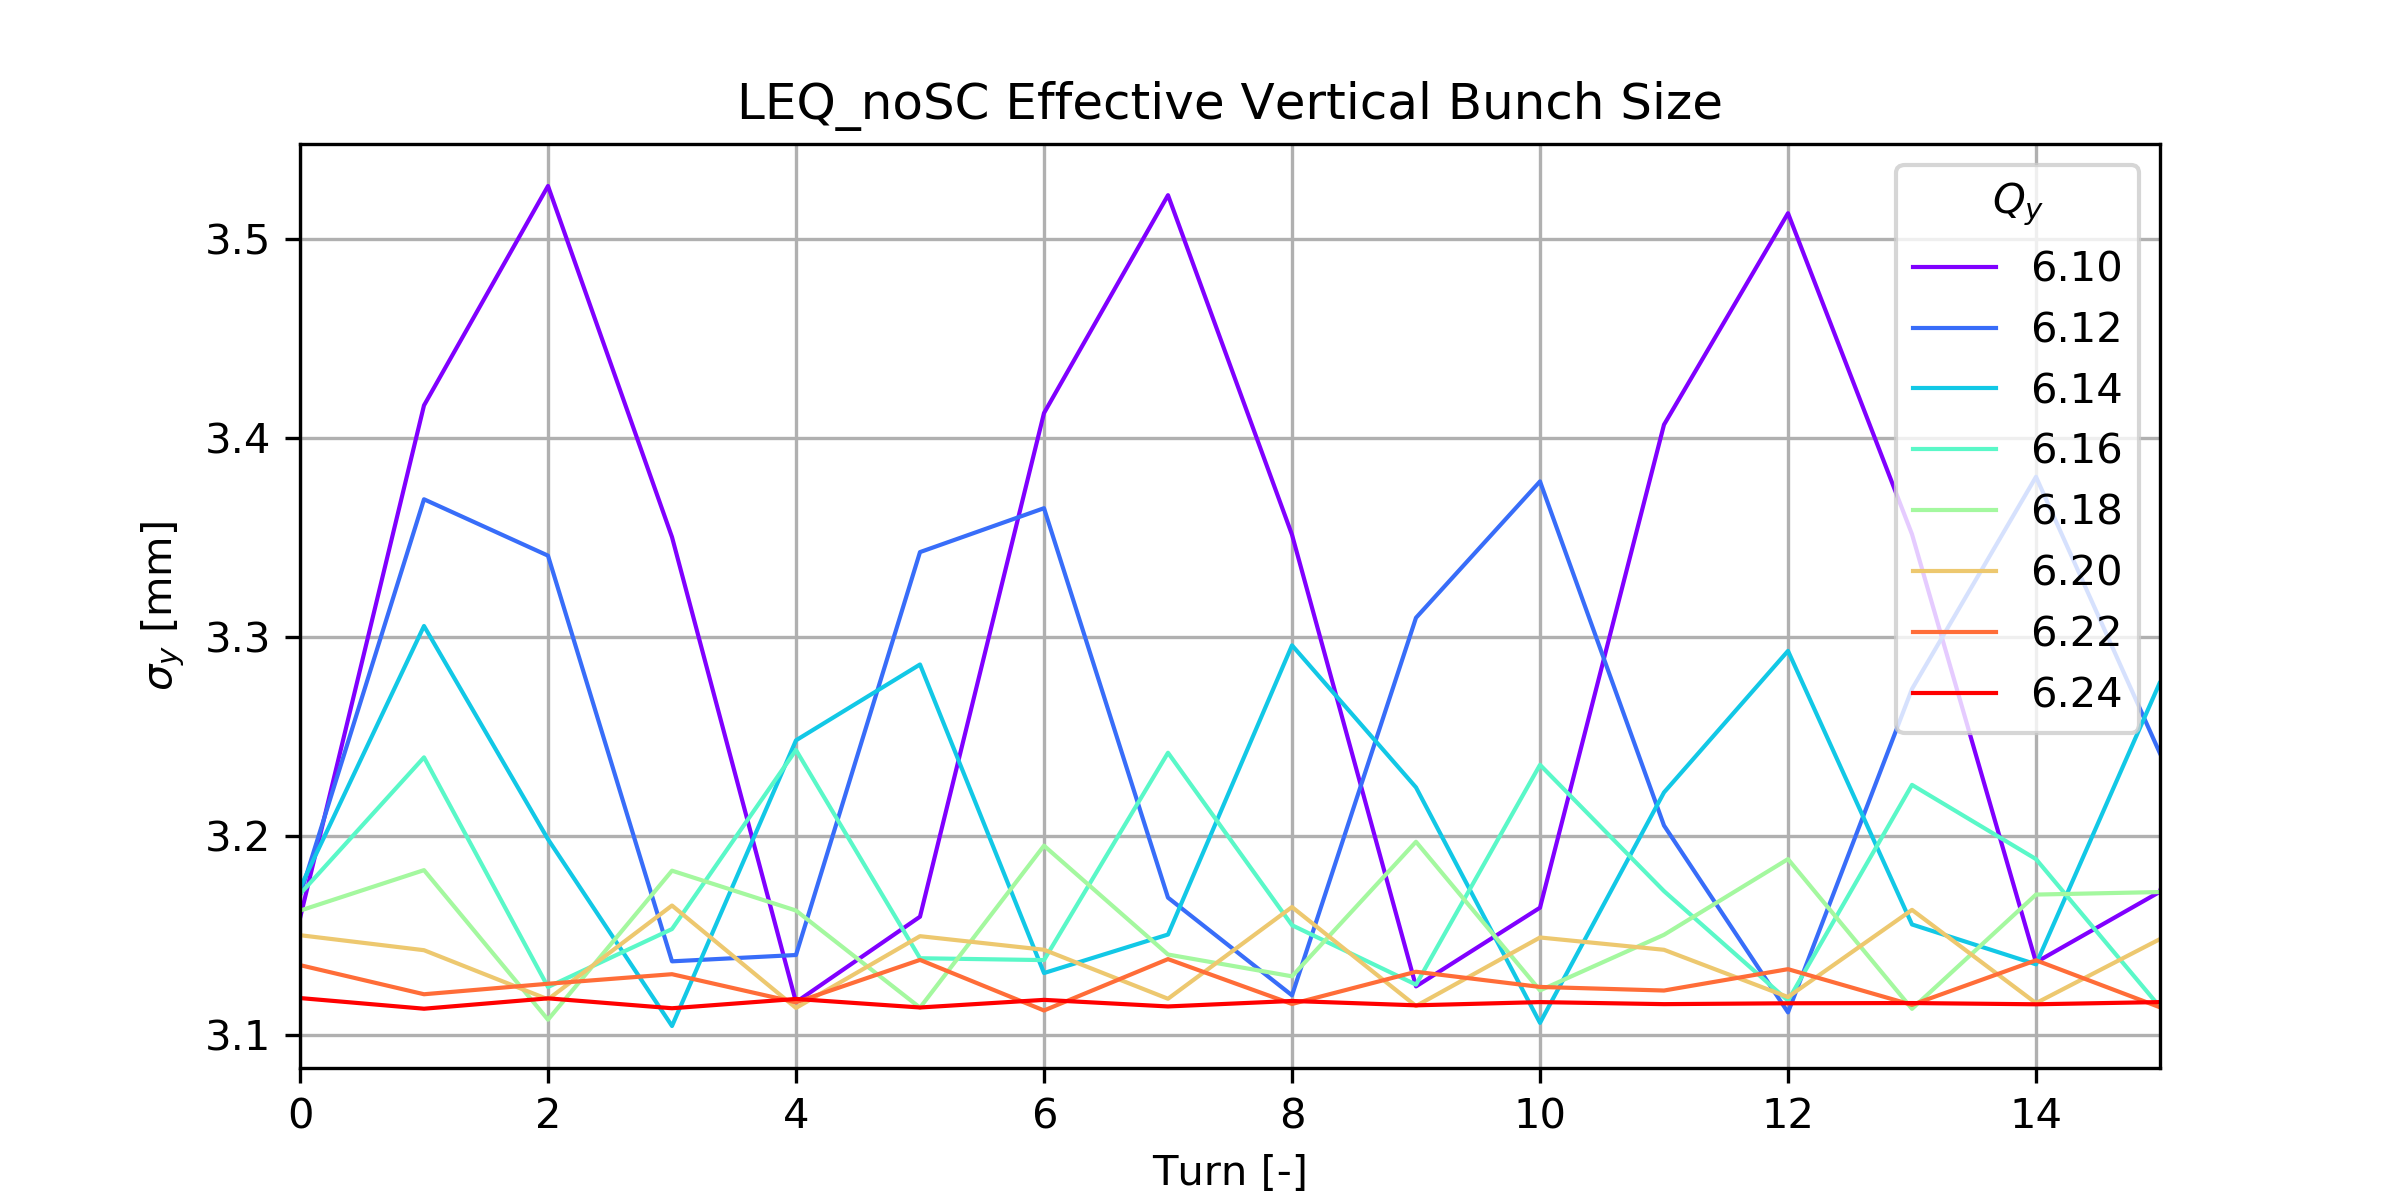 LEQ_noSC Effective Vertical Bunch Size
σy [mm]
3.5
3.4
3.3
3.2
3.1
Qy
6.10
6.12
6.14
6.16
6.18
6.20
6.22
6.24
0 2 4 6 8 10 12 14
Turn [-]